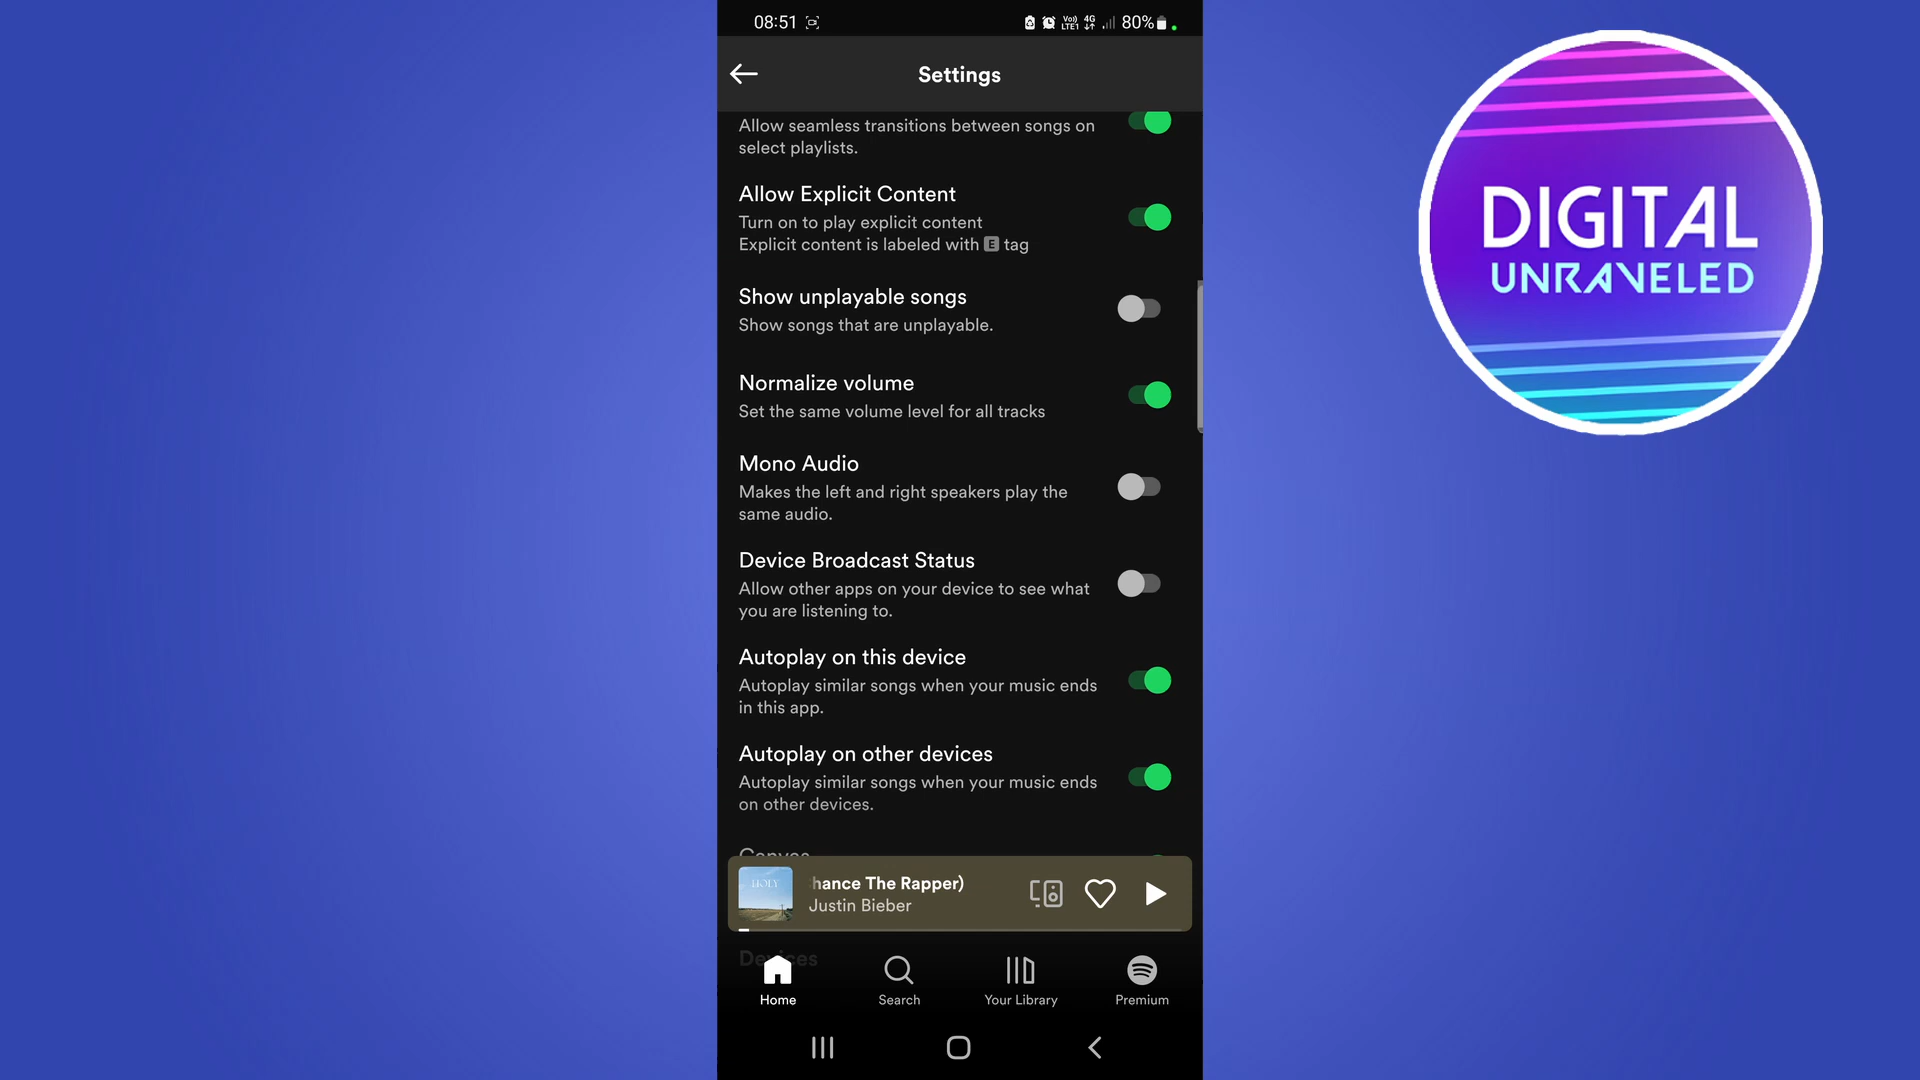 08:51
Vo)) LTE1 4G 80%
Settings
Allow seamless transitions between songs on
select playlists.
Allow Explicit Content
Turn on to play explicit content
Explicit content is labeled with E tag
Show unplayable songs
Show songs that are unplayable.
Normalize volume
Set the same volume level for all tracks
Mono Audio
Makes the left and right speakers play the
same audio.
Device Broadcast Status
Allow other apps on your device to see what
you are listening to.
Autoplay on this device
Autoplay similar songs when your music ends
in this app.
Autoplay on other devices
Autoplay similar songs when your music ends
on other devices.
Canvas
HOLY
hance The Rapper)
Justin Bieber
Devices
Home
Search
Your Library
Premium
DIGITAL
UNRAVELED